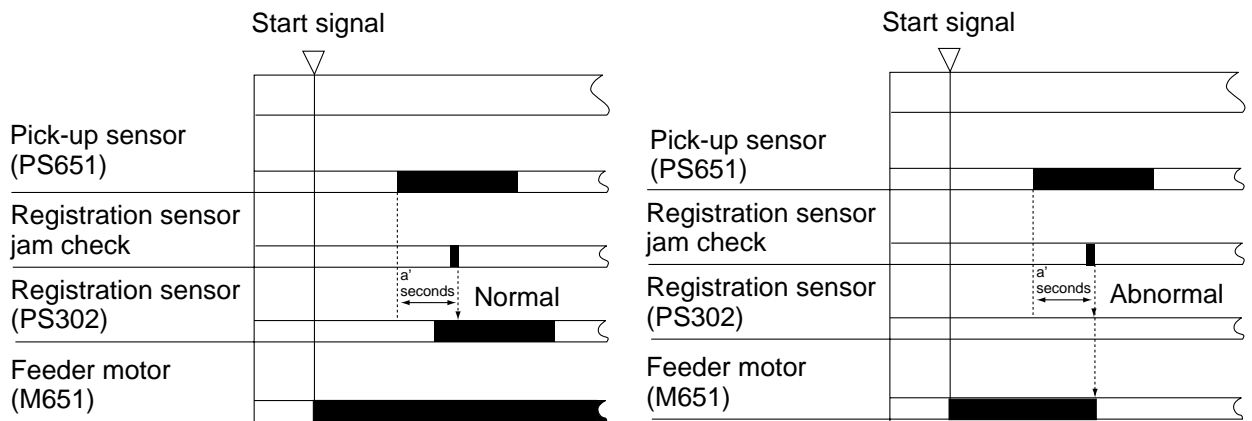 Start signal
Pick-up sensor
(PS651)
Registration sensor
jam check
a'
seconds
Normal
Registration sensor
(PS302)
Feeder motor
(M651)
Start signal
Pick-up sensor
(PS651)
Registration sensor
jam check
a'
seconds
Abnormal
Registration sensor
(PS302)
Feeder motor
(M651)